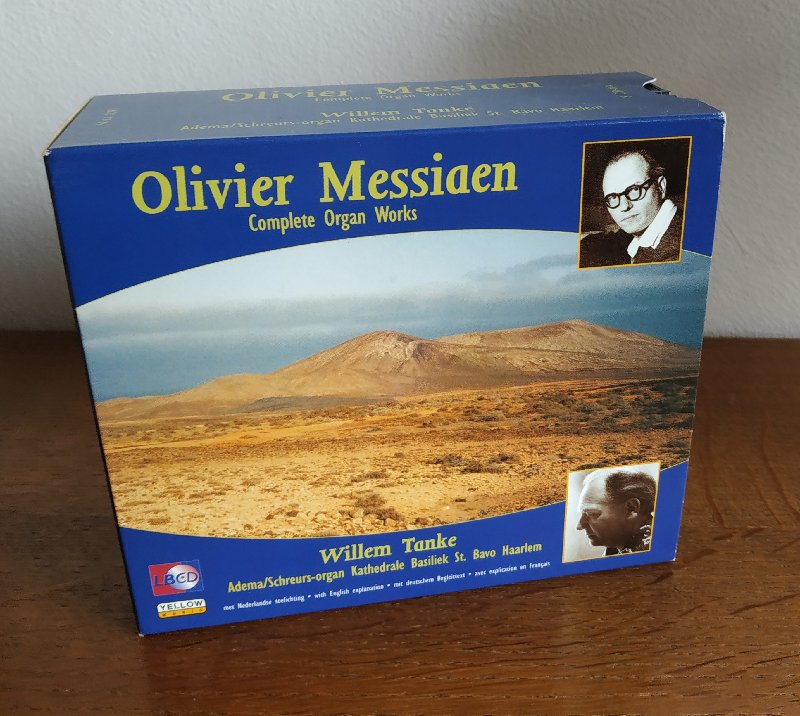 Olivier Messiaen
Complete Organ Works
Willem Tanke
Adema/Schreurs-organ Kathedrale Basiliek St. Bavo Haarlem
Olivier Messiaen
Complete Organ Works
Willem Tanke
Adema/Schreurs-organ Kathedrale Basiliek St. Bavo Haarlem
met Nederlandse toelichting • with English explanation • mit deutschem Begleittext • avec explication en Français
LBCD
YELLOW